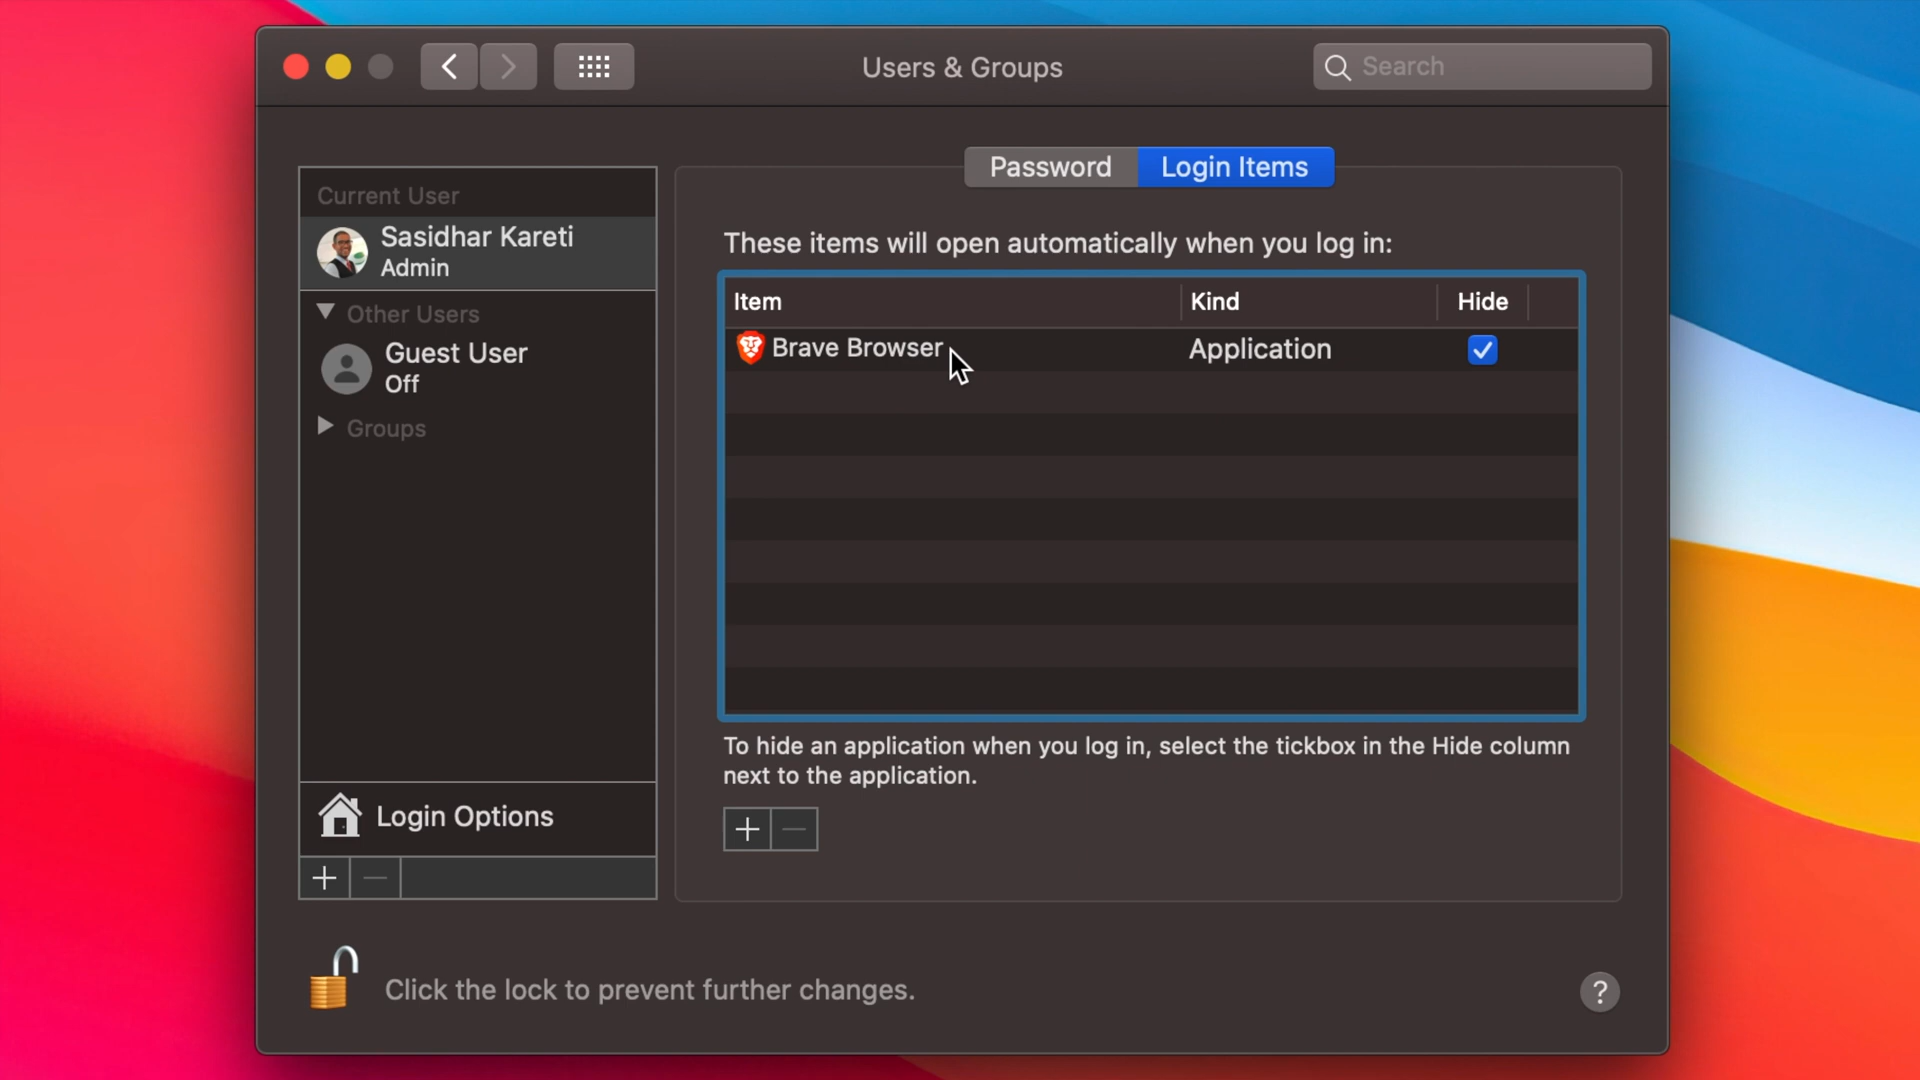 Users & Groups
Search
Password
Login Items
Current User
Sasidhar Kareti
Admin
Other Users
Guest User
Off
Groups
Login Options
These items will open automatically when you log in:
Item
Kind
Hide
Brave Browser
Application
To hide an application when you log in, select the tickbox in the Hide column
next to the application.
Click the lock to prevent further changes.
?